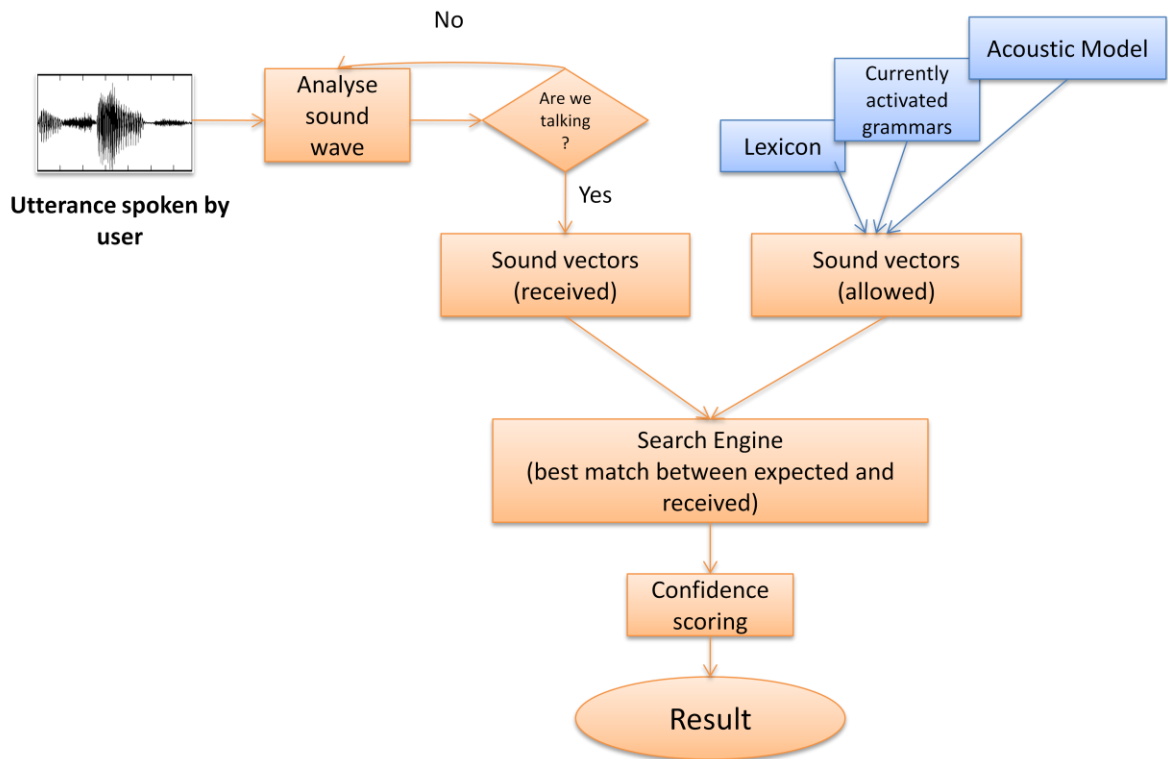 No
Acoustic Model
Analyse
sound
wave
Are we
talking
?
Currently
activated
grammars
Lexicon
Utterance spoken by
user
Yes
Sound vectors
(received)
Sound vectors
(allowed)
Search Engine
(best match between expected and
received)
Confidence
scoring
Result